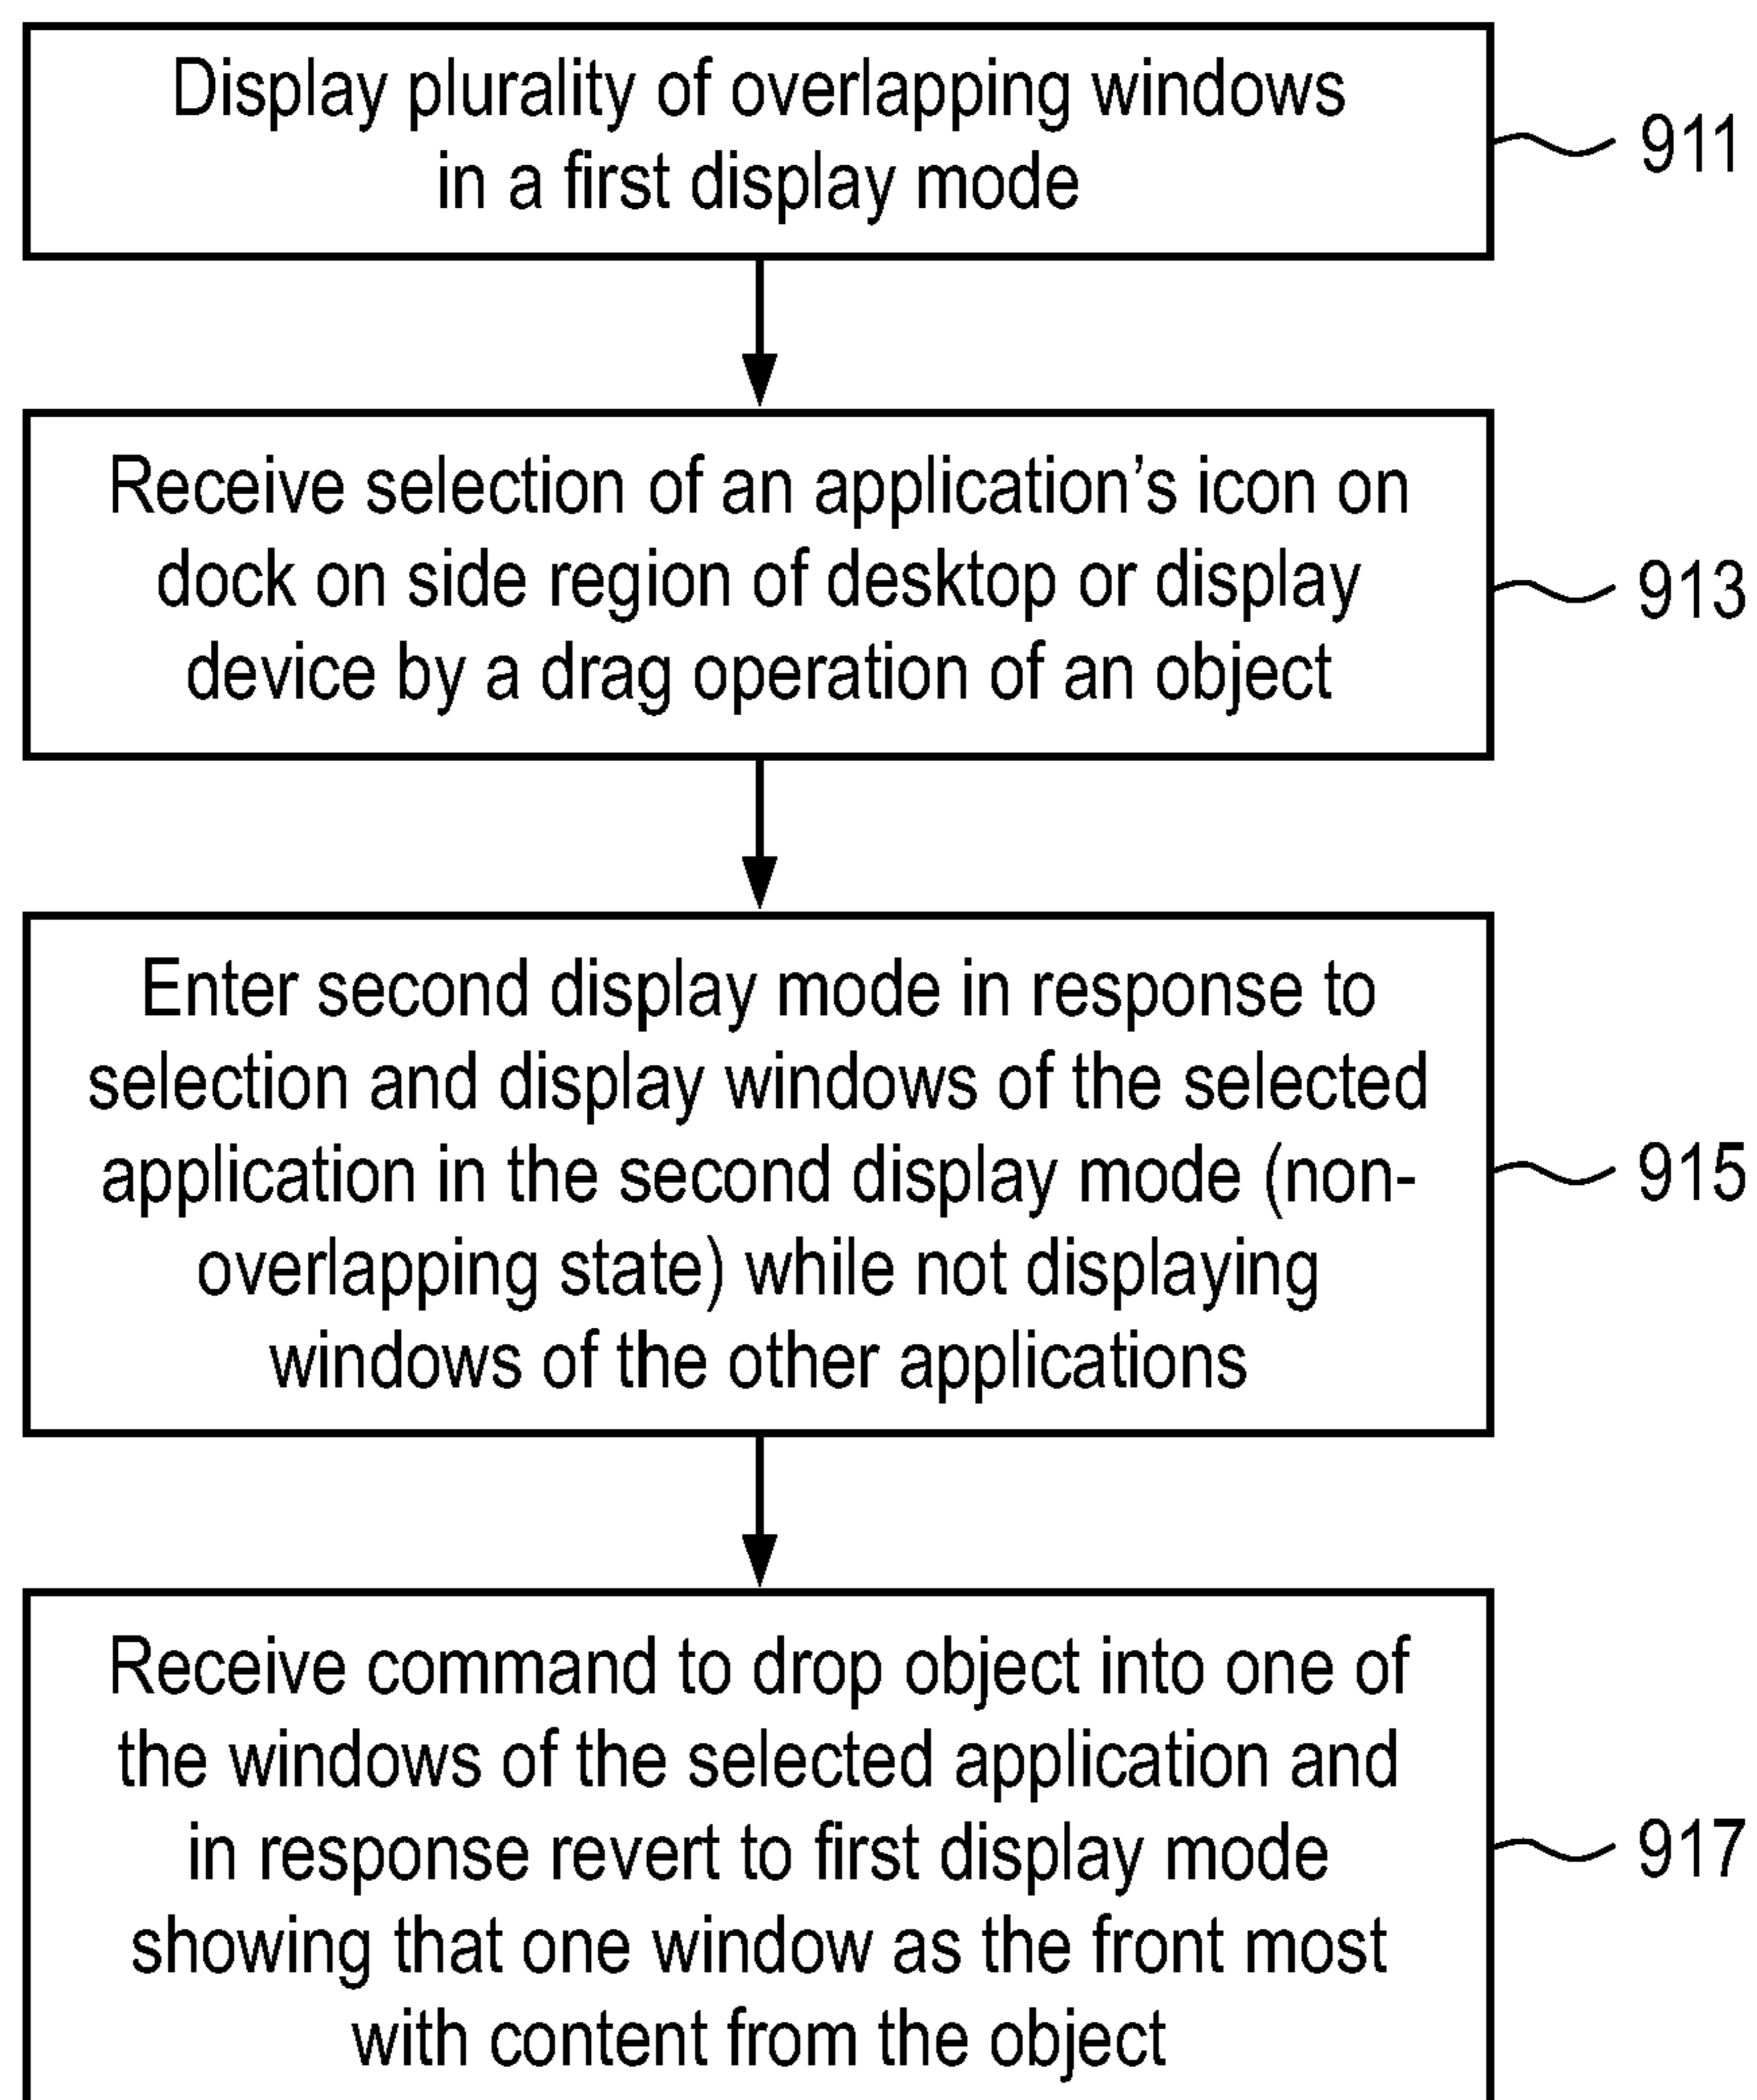 Display plurality of overlapping windows
in a first display mode
911
Receive selection of an application’s icon on
dock on side region of desktop or display
device by a drag operation of an object
913
Enter second display mode in response to
selection and display windows of the selected
application in the second display mode (non-
overlapping state) while not displaying
windows of the other applications
915
Receive command to drop object into one of
the windows of the selected application and
in response revert to first display mode
showing that one window as the front most
with content from the object
917